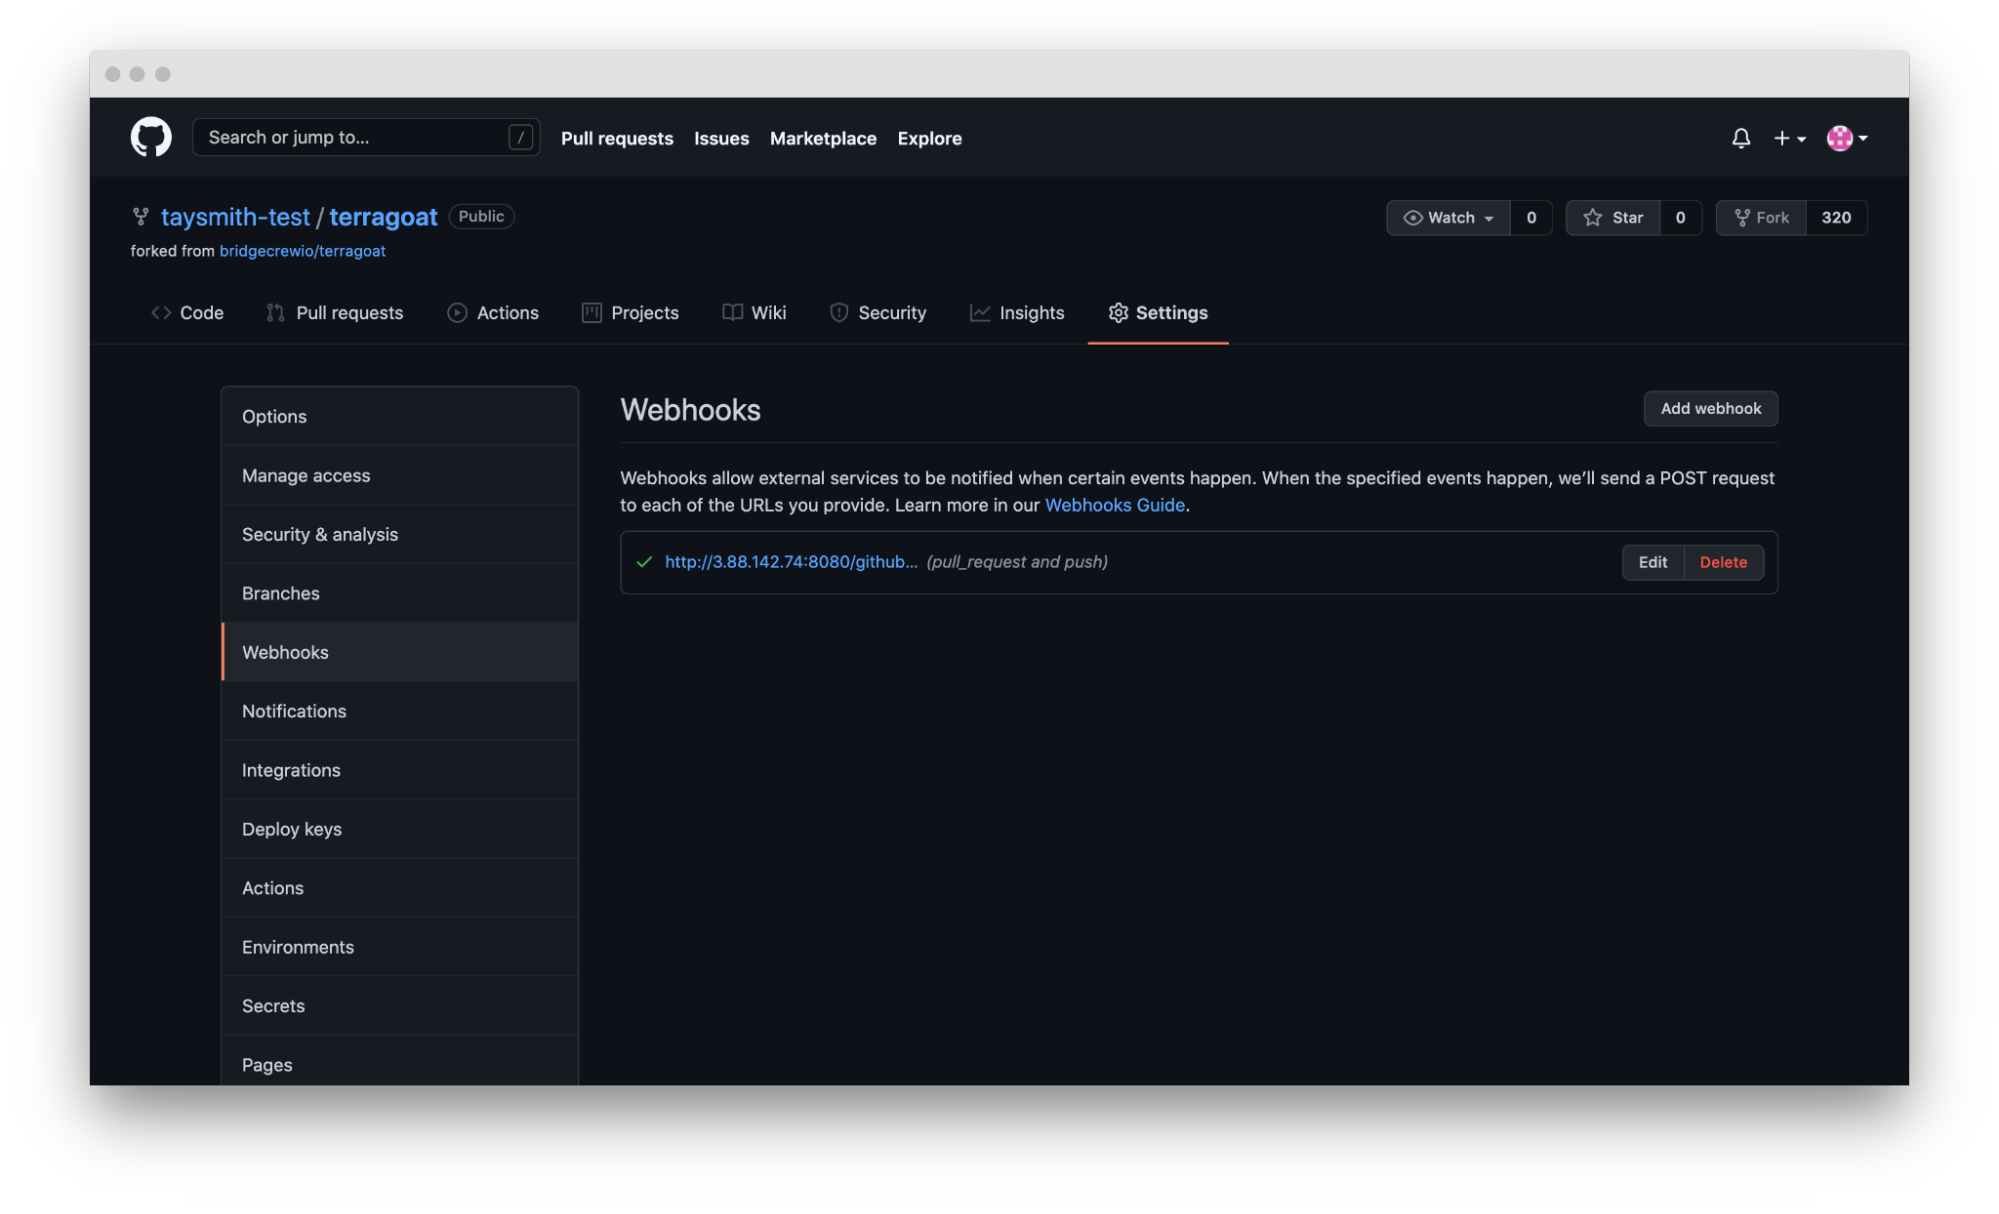 Search or jump to... /
Pull requests Issues Marketplace Explore
taysmith-test / terragoat Public
Watch 0 Star 0 Fork 320
forked from bridgecrewio/terragoat
Code Pull requests Actions Projects Wiki Security Insights Settings
Options
Manage access
Security & analysis
Branches
Webhooks
Notifications
Integrations
Deploy keys
Actions
Environments
Secrets
Pages
Webhooks
Add webhook
Webhooks allow external services to be notified when certain events happen. When the specified events happen, we’ll send a POST request
to each of the URLs you provide. Learn more in our Webhooks Guide.
http://3.88.142.74:8080/github... (pull_request and push)
Edit Delete